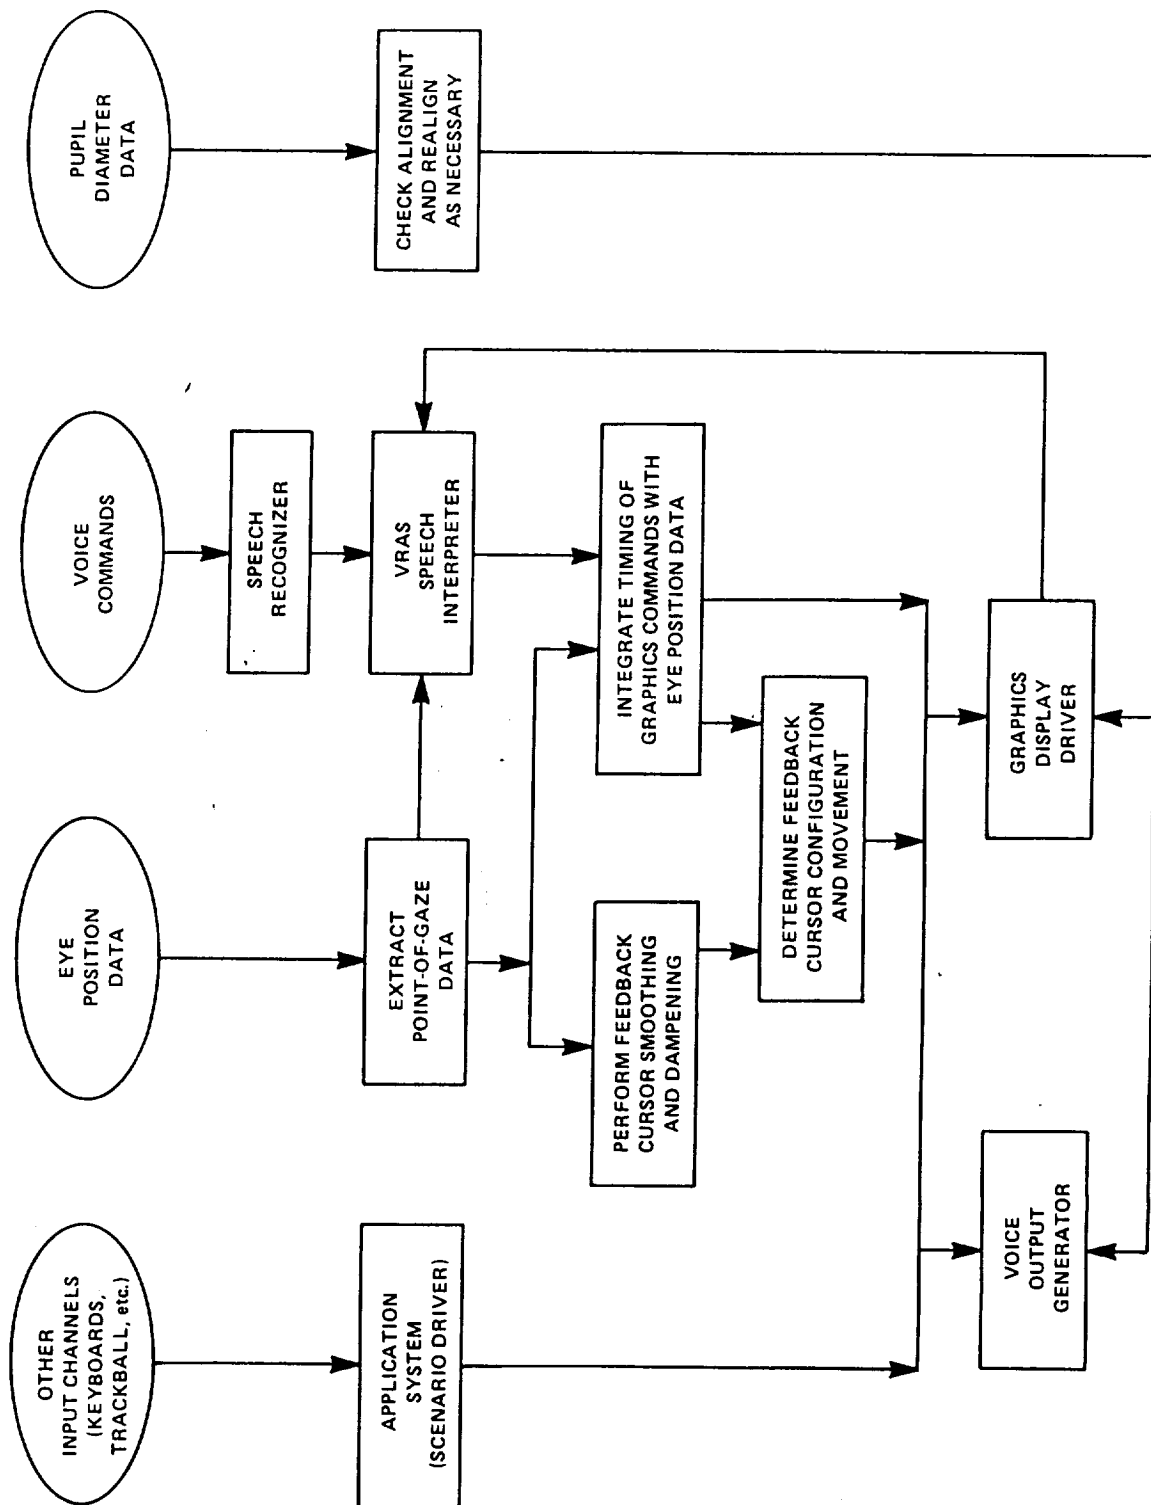 OTHER
INPUT CHANNELS
(KEYBOARDS,
TRACKBALL, etc.)
EYE
POSITION
DATA
VOICE
COMMANDS
PUPIL
DIAMETER
DATA
SPEECH
RECOGNIZER
APPLICATION
SYSTEM
(SCENARIO DRIVER)
EXTRACT
POINT-OF-GAZE
DATA
VRAS
SPEECH
INTERPRETER
CHECK ALIGNMENT
AND REALIGN
AS NECESSARY
PERFORM FEEDBACK
CURSOR SMOOTHING
AND DAMPENING
INTEGRATE TIMING OF
GRAPHICS COMMANDS WITH
EYE POSITION DATA
DETERMINE FEEDBACK
CURSOR CONFIGURATION
AND MOVEMENT
VOICE
OUTPUT
GENERATOR
GRAPHICS
DISPLAY
DRIVER